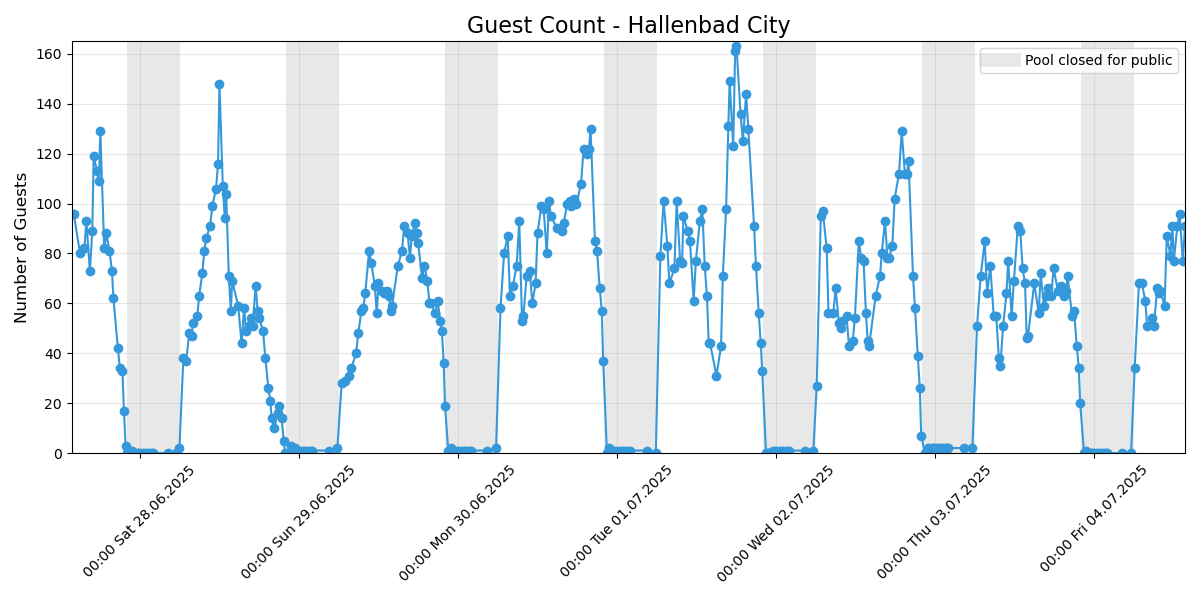 Guest Count - Hallenbad City
Number of Guests
160
140
120
100
80
60
40
20
0
Pool closed for public
00:00 Sat 28.06.2025
00:00 Sun 29.06.2025
00:00 Mon 30.06.2025
00:00 Tue 01.07.2025
00:00 Wed 02.07.2025
00:00 Thu 03.07.2025
00:00 Fri 04.07.2025